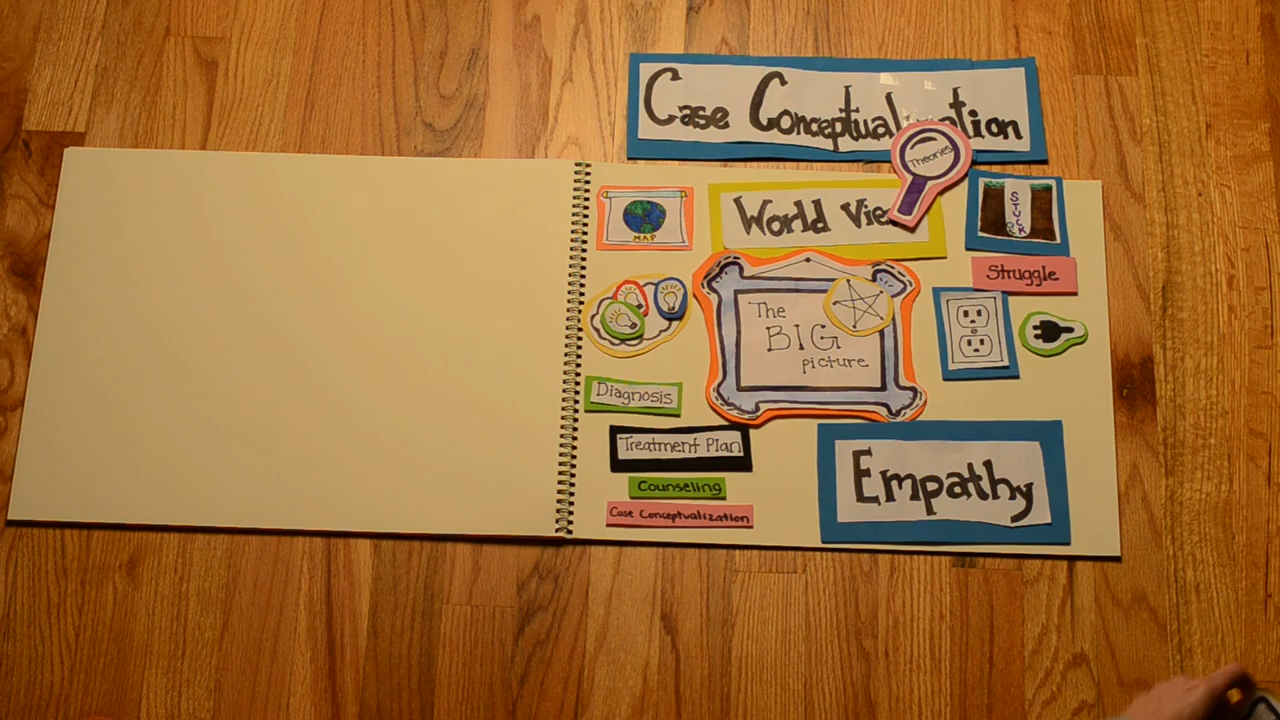 Case Conceptualization
Theories
MAP
World View
STUCK
Struggle
The
BIG
picture
Diagnosis
Treatment Plan
Counseling
Case Conceptualization
Empathy